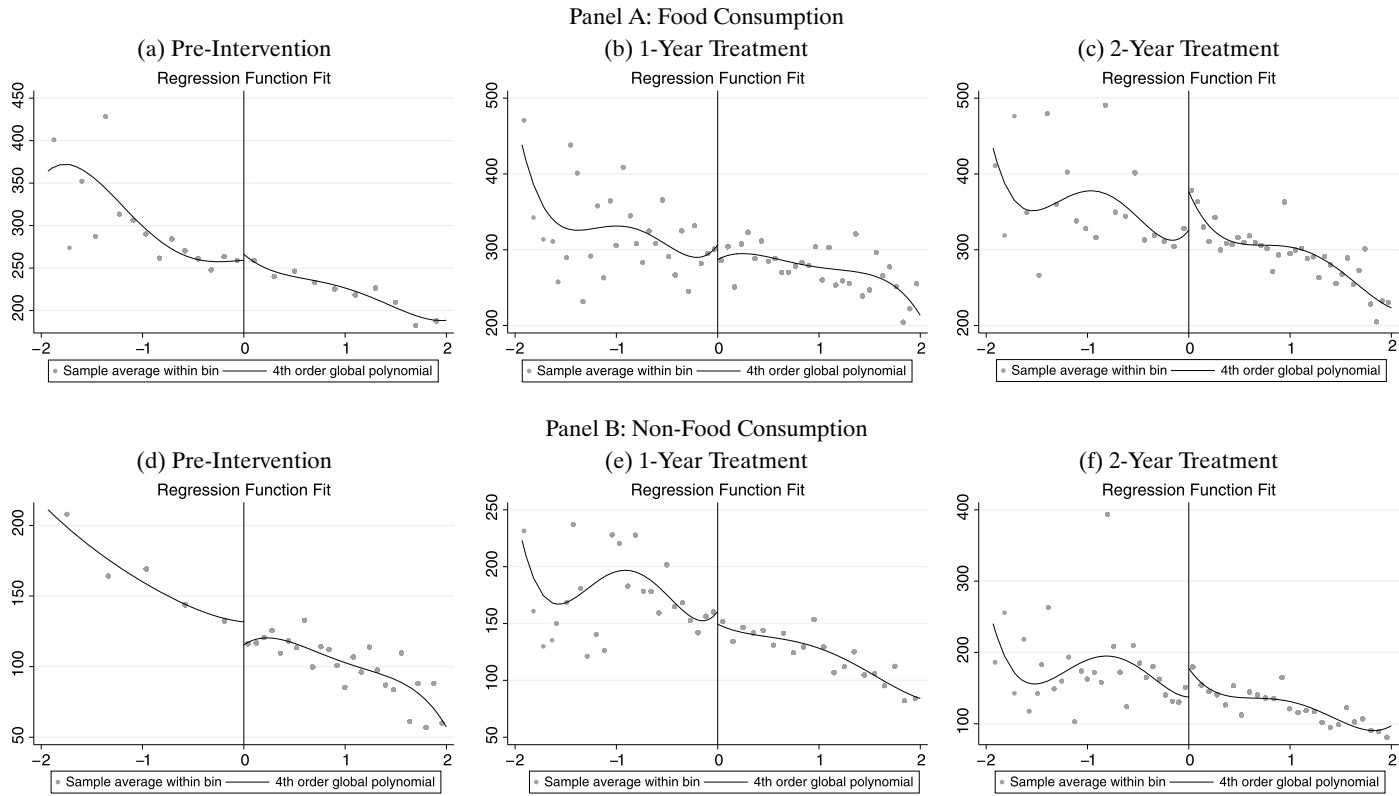 Panel A: Food Consumption
(a) Pre-Intervention
Regression Function Fit
450
400
350
300
250
200
−2 −1 0 1 2
Sample average within bin 4th order global polynomial
(b) 1-Year Treatment
Regression Function Fit
500
400
300
200
−2 −1 0 1 2
Sample average within bin 4th order global polynomial
(c) 2-Year Treatment
Regression Function Fit
500
400
300
200
−2 −1 0 1 2
Sample average within bin 4th order global polynomial
Panel B: Non-Food Consumption
(d) Pre-Intervention
Regression Function Fit
200
150
100
50
−2 −1 0 1 2
Sample average within bin 4th order global polynomial
(e) 1-Year Treatment
Regression Function Fit
250
200
150
100
50
−2 −1 0 1 2
Sample average within bin 4th order global polynomial
(f) 2-Year Treatment
Regression Function Fit
400
300
200
100
−2 −1 0 1 2
Sample average within bin 4th order global polynomial